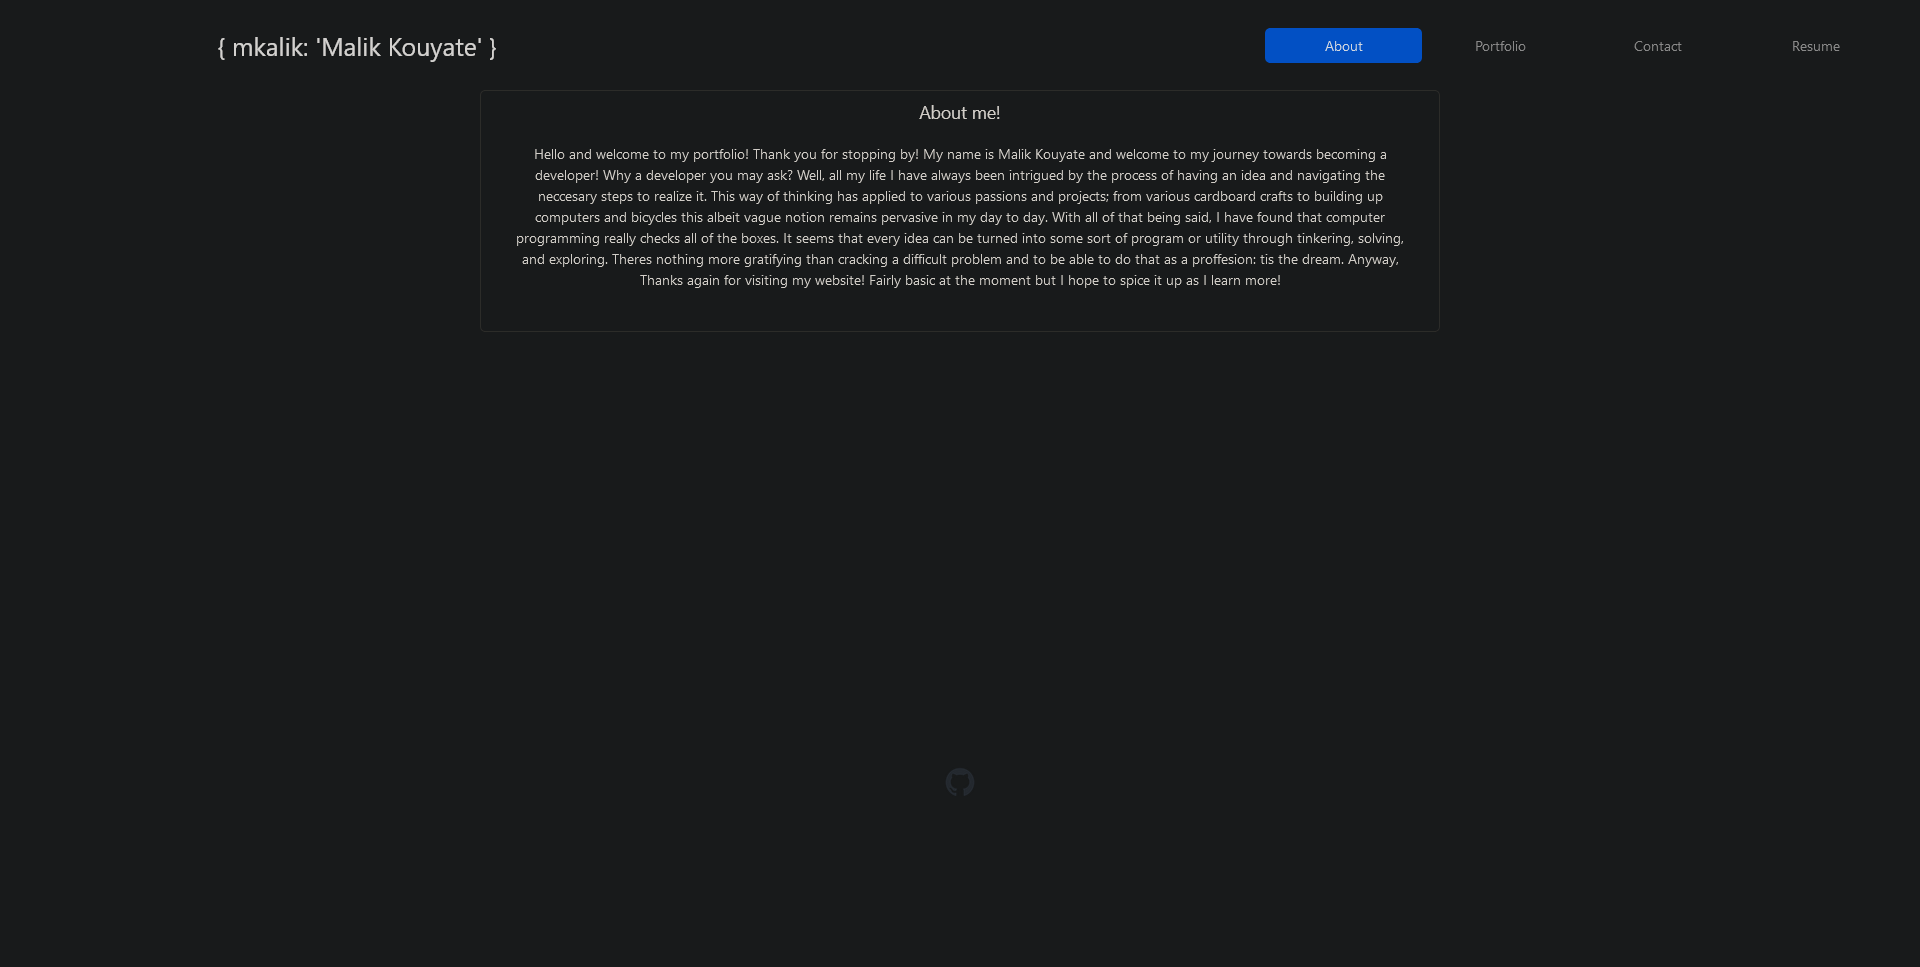 { mkalik: 'Malik Kouyate' }
About
Portfolio
Contact
Resume
About me!
Hello and welcome to my portfolio! Thank you for stopping by! My name is Malik Kouyate and welcome to my journey towards becoming a
developer! Why a developer you may ask? Well, all my life I have always been intrigued by the process of having an idea and navigating the
neccesary steps to realize it. This way of thinking has applied to various passions and projects; from various cardboard crafts to building up
computers and bicycles this albeit vague notion remains pervasive in my day to day. With all of that being said, I have found that computer
programming really checks all of the boxes. It seems that every idea can be turned into some sort of program or utility through tinkering, solving,
and exploring. Theres nothing more gratifying than cracking a difficult problem and to be able to do that as a proffesion: tis the dream. Anyway,
Thanks again for visiting my website! Fairly basic at the moment but I hope to spice it up as I learn more!